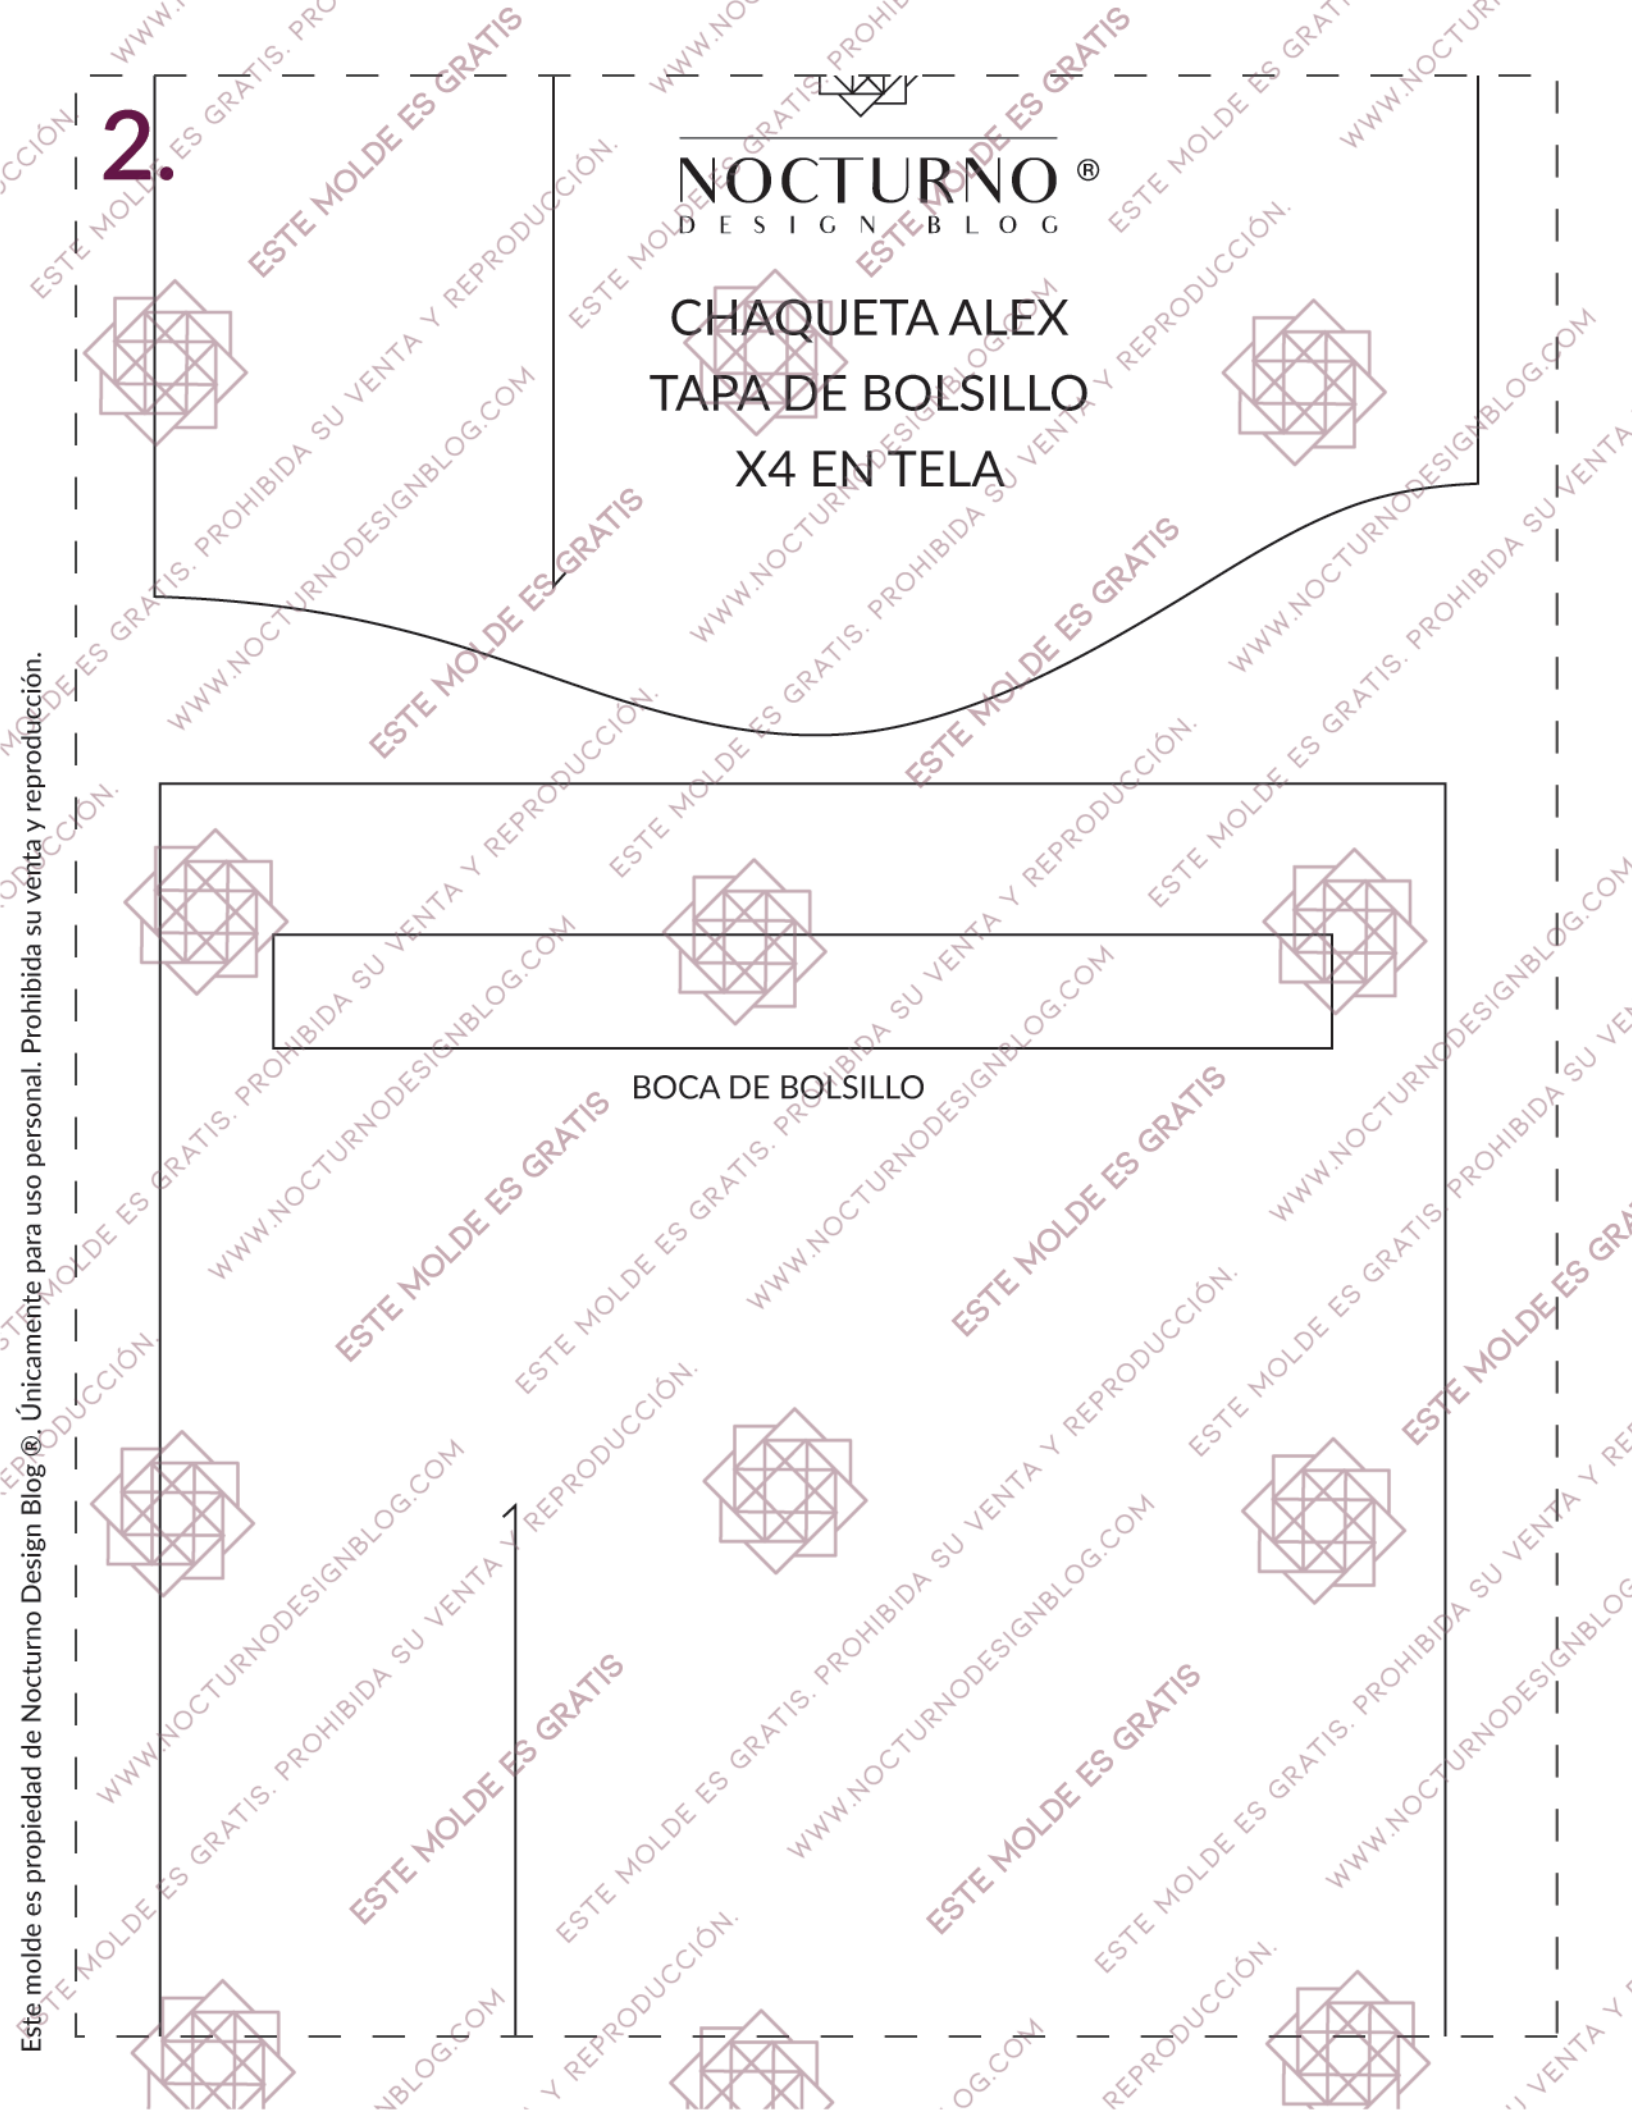 2.
NOCTURNO ®
DESIGN BLOG
CHAQUETA ALEX
TAPA DE BOLSILLO
X4 EN TELA
BOCA DE BOLSILLO
Este molde es propiedad de Nocturno Design Blog ®. Únicamente para uso personal. Prohibida su venta y reproducción.
ESTE MOLDE ES GRATIS
ESTE MOLDE ES GRATIS. PROHIBIDA SU VENTA Y REPRODUCCIÓN.
WWW.NOCTURNODESIGNBLOG.COM